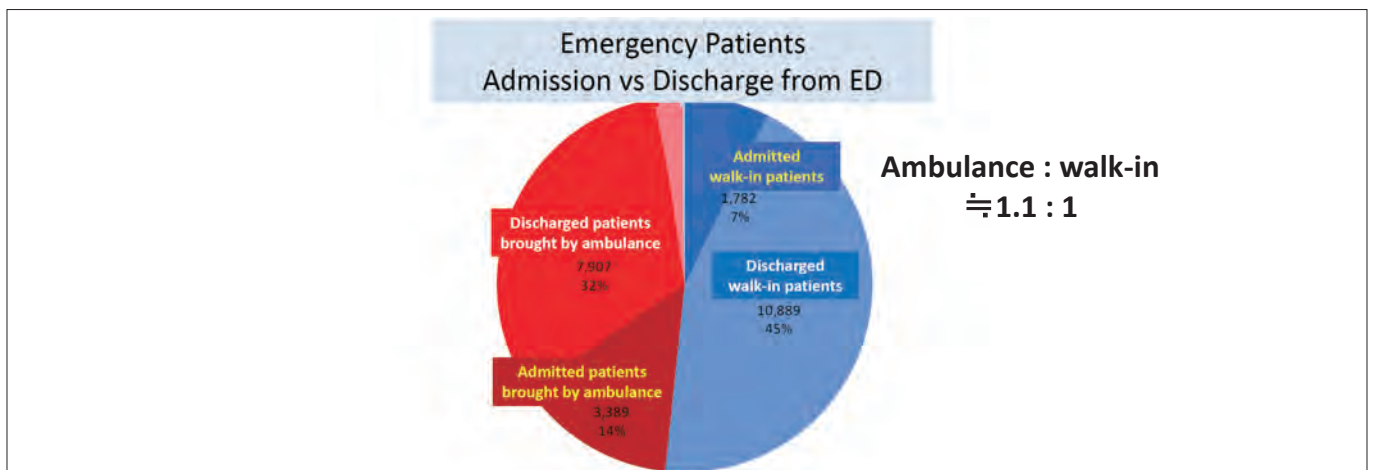 Emergency Patients
Admission vs Discharge from ED
Admitted
walk-in patients
1,782
7%
Ambulance : walk-in
≒1.1 : 1
Discharged patients
brought by ambulance
7,907
32%
Discharged
walk-in patients
10,889
45%
Admitted patients
brought by ambulance
3,389
14%